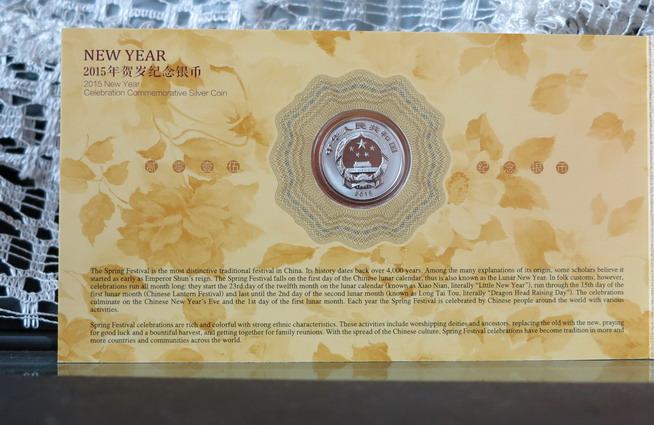 NEW YEAR
2015年贺岁纪念银币
2015 New Year
Celebration Commemorative Silver Coin
中华人民共和国
2015
贰零壹伍
纪念银币
The Spring Festival is the most distinctive traditional festival in China. Its history dates back over 4,000 years. Among the many explanations of its origin, some scholars believe it
started as early as Emperor Shun's reign. The Spring Festival falls on the first day of the Chinese lunar calendar, thus is also known as the Lunar New Year. In folk customs, however,
celebrations run all month long: they start the 23rd day of the twelfth month on the lunar calendar (known as Xiao Nian, literally "Little New Year"), run through the 15th day of the
first lunar month (Chinese Lantern Festival) and last until the 2nd day of the second lunar month (known as Long Tai Tou, literally "Dragon Head Raising Day"). The celebrations
culminate on the Chinese New Year's Eve and the 1st day of the first lunar month. Each year the Spring Festival is celebrated by Chinese people around the world with various
activities.
Spring Festival celebrations are rich and colorful with strong ethnic characteristics. These activities include worshipping deities and ancestors, replacing the old with the new, praying
for good luck and a bountiful harvest, and getting together for family reunions. With the spread of the Chinese culture, Spring Festival celebrations have become tradition in more and
more countries and communities across the world.